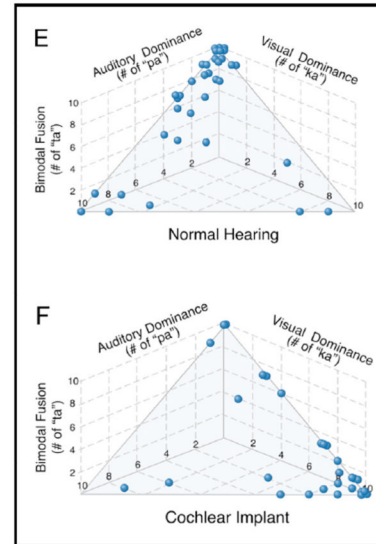 E
Auditory Dominance
(# of "pa")
Visual Dominance
(# of "ka")
Bimodal Fusion
(# of "ta")
10
8
6
4
2
10
8
6
4
2
2
4
6
8
10
Normal Hearing
F
Auditory Dominance
(# of "pa")
Visual Dominance
(# of "ka")
Bimodal Fusion
(# of "ta")
10
8
6
4
2
10
8
6
4
2
2
4
6
8
10
Cochlear Implant